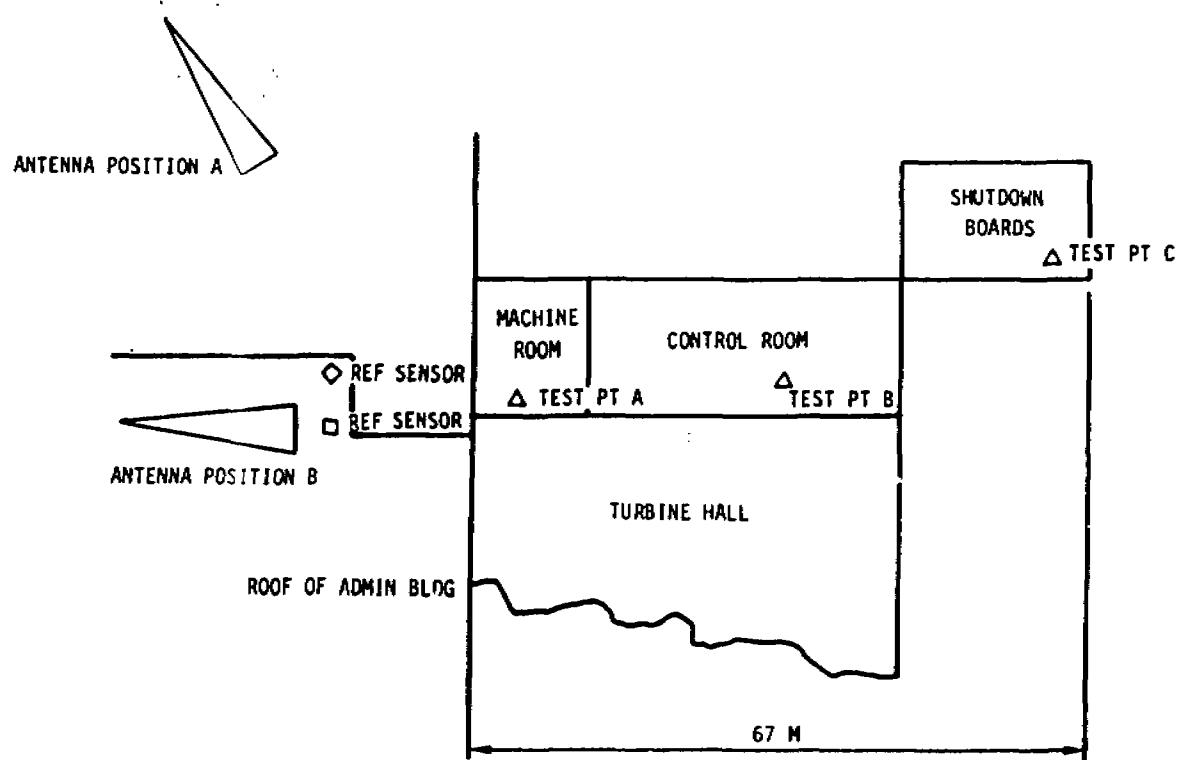 ANTENNA POSITION A
SHUTDOWN
BOARDS
TEST PT C
MACHINE
ROOM
CONTROL ROOM
REF SENSOR
TEST PT A
TEST PT B
REF SENSOR
ANTENNA POSITION B
TURBINE HALL
ROOF OF ADMIN BLDG
67 M